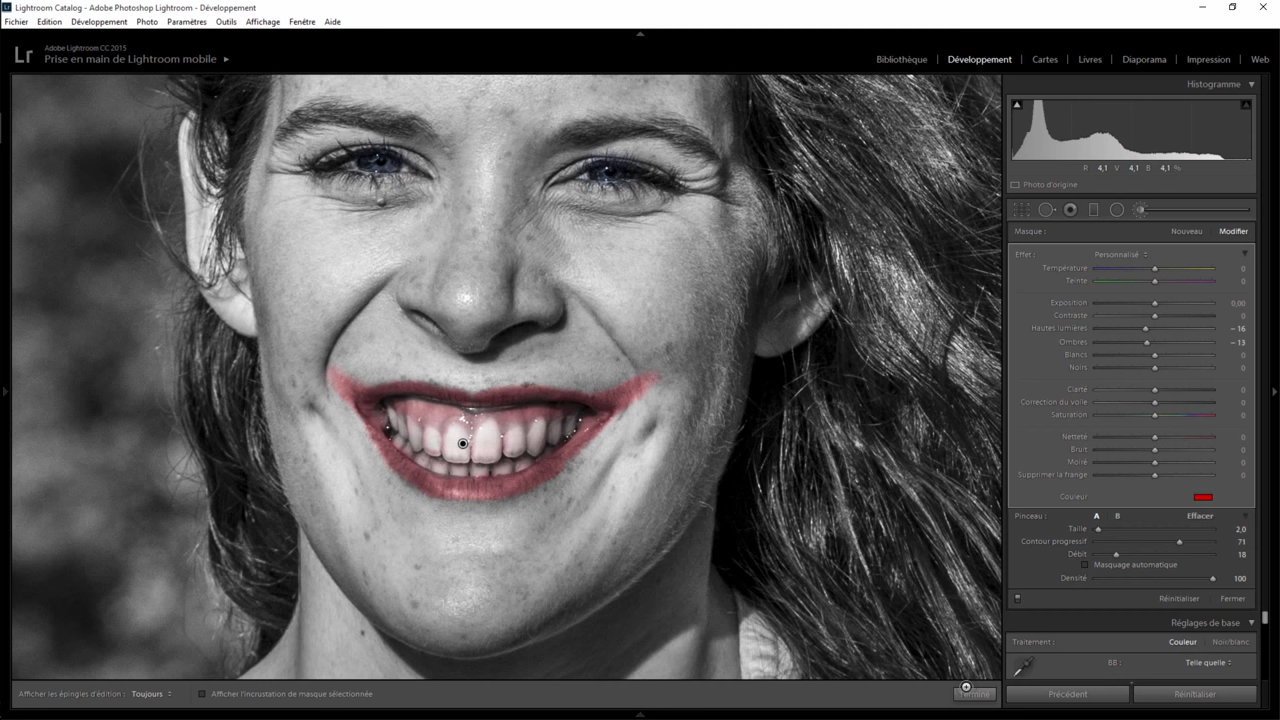 Lightroom Catalog - Adobe Photoshop Lightroom - Développement
Fichier Edition Développement Photo Paramètres Outils Affichage Fenêtre Aide
Lr
Adobe Lightroom CC 2015
Prise en main de Lightroom mobile
Bibliothèque | Développement | Cartes | Livres | Diaporama | Impression | Web
Histogramme
R 4,1 V 4,1 B 4,1 %
Photo d'origine
Masque : Nouveau Modifier
Effet : Personnalisé
Température 0
Teinte 0
Exposition 0,00
Contraste 0
Hautes lumières – 16
Ombres – 13
Blancs 0
Noirs 0
Clarté 0
Correction du voile 0
Saturation 0
Netteté 0
Bruit 0
Moiré 0
Supprimer la frange 0
Couleur
Pinceau : A B Effacer
Taille 2,0
Contour progressif 71
Débit 18
Masquage automatique
Densité 100
Réinitialiser Fermer
Réglages de base
Traitement : Couleur Noir/blanc
BB : Telle quelle
Afficher les épingles d'édition : Toujours Afficher l'incrustation de masque sélectionnée Terminé
Précédent Réinitialiser